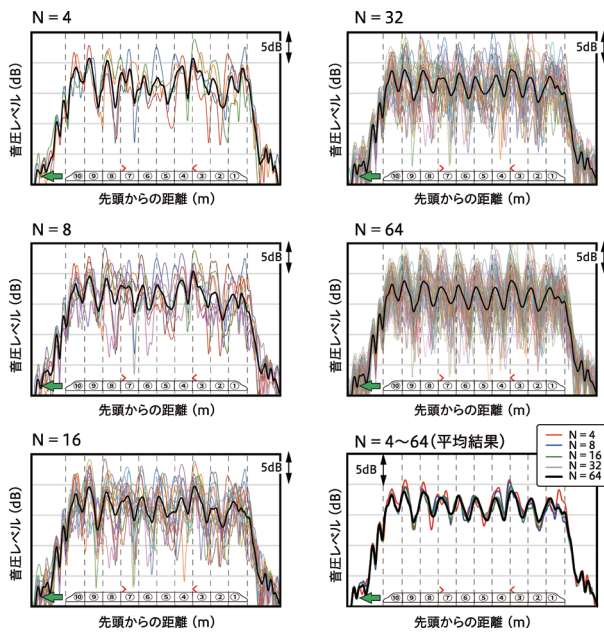 N = 4
5dB
音圧レベル (dB)
⑩ ⑨ ⑧ ⑦ ⑥ ⑤ ④ ③ ② ①
先頭からの距離 (m)
N = 8
5dB
音圧レベル (dB)
⑩ ⑨ ⑧ ⑦ ⑥ ⑤ ④ ③ ② ①
先頭からの距離 (m)
N = 16
5dB
音圧レベル (dB)
⑩ ⑨ ⑧ ⑦ ⑥ ⑤ ④ ③ ② ①
先頭からの距離 (m)
N = 32
5dB
音圧レベル (dB)
⑩ ⑨ ⑧ ⑦ ⑥ ⑤ ④ ③ ② ①
先頭からの距離 (m)
N = 64
5dB
音圧レベル (dB)
⑩ ⑨ ⑧ ⑦ ⑥ ⑤ ④ ③ ② ①
先頭からの距離 (m)
N = 4〜64(平均結果)
N = 4
N = 8
N = 16
N = 32
N = 64
5dB
音圧レベル (dB)
⑩ ⑨ ⑧ ⑦ ⑥ ⑤ ④ ③ ② ①
先頭からの距離 (m)